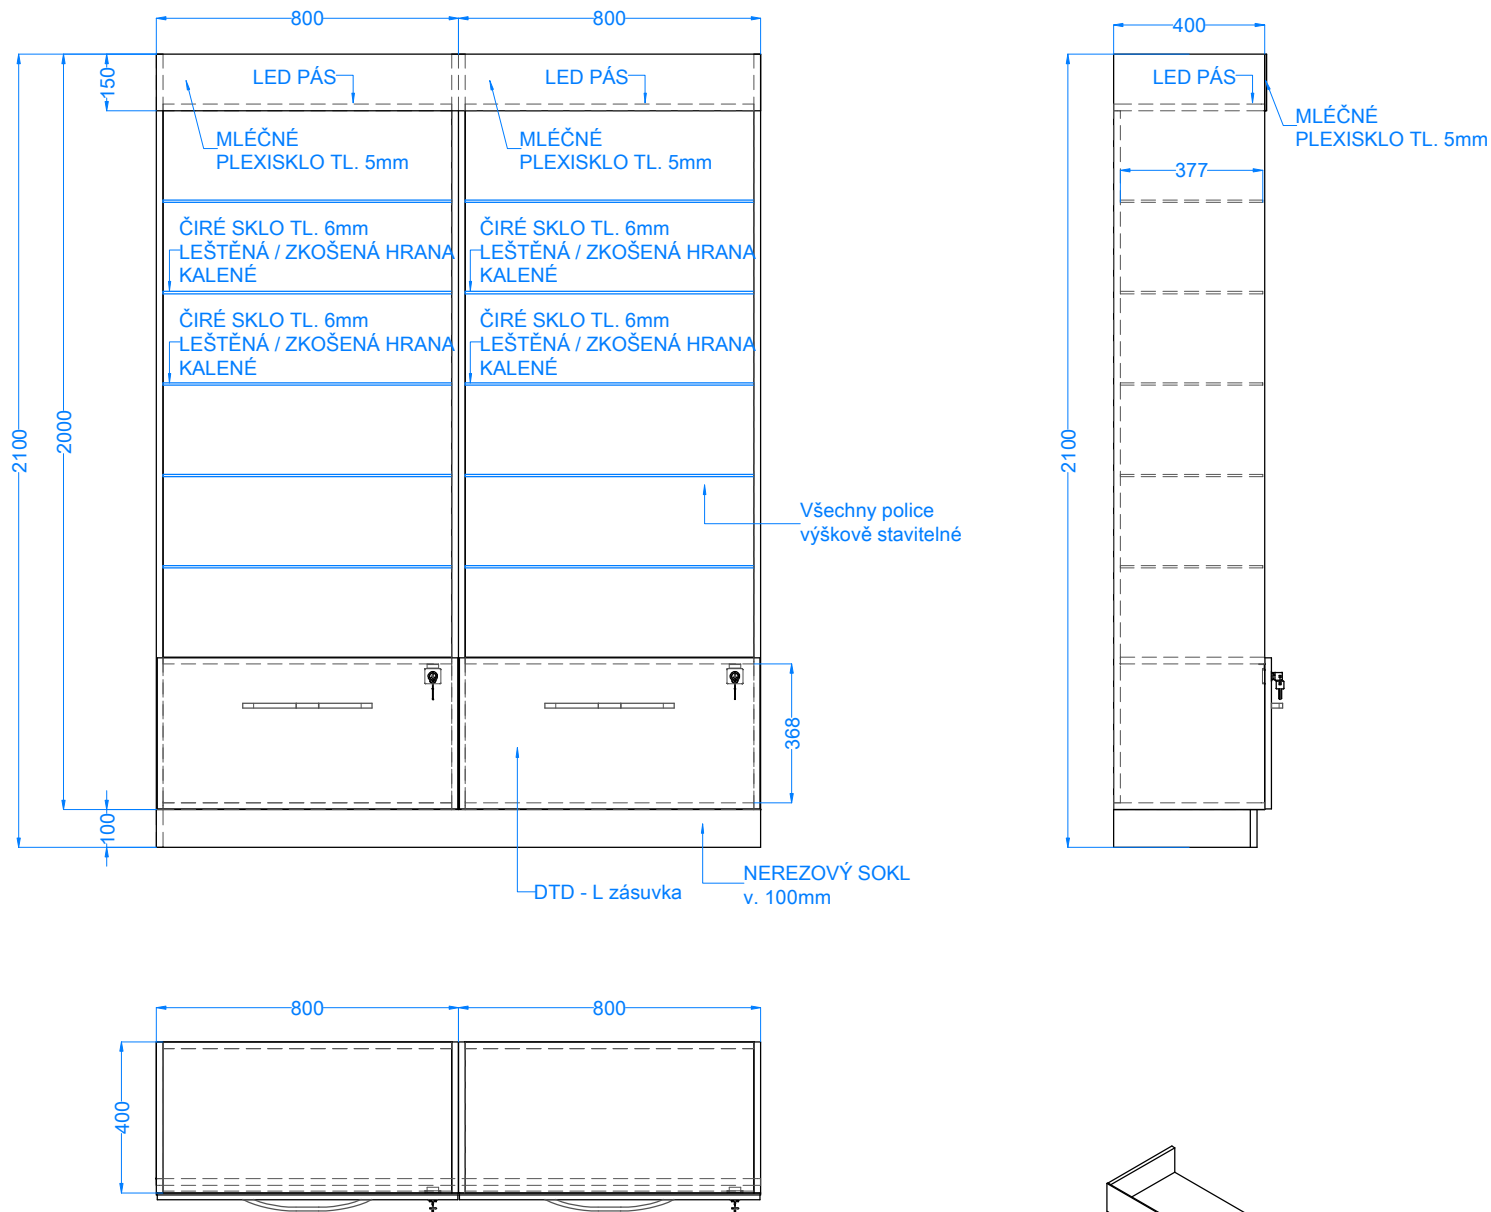 800
800
400
150
LED PÁS
LED PÁS
LED PÁS
MLÉČNÉ
PLEXISKLO TL. 5mm
MLÉČNÉ
PLEXISKLO TL. 5mm
MLÉČNÉ
PLEXISKLO TL. 5mm
377
ČIRÉ SKLO TL. 6mm
LEŠTĚNÁ / ZKOŠENÁ HRANA
KALENÉ
ČIRÉ SKLO TL. 6mm
LEŠTĚNÁ / ZKOŠENÁ HRANA
KALENÉ
ČIRÉ SKLO TL. 6mm
LEŠTĚNÁ / ZKOŠENÁ HRANA
KALENÉ
ČIRÉ SKLO TL. 6mm
LEŠTĚNÁ / ZKOŠENÁ HRANA
KALENÉ
2100
2000
2100
Všechny police
výškově stavitelné
368
100
DTD - L zásuvka
NEREZOVÝ SOKL
v. 100mm
800
800
400